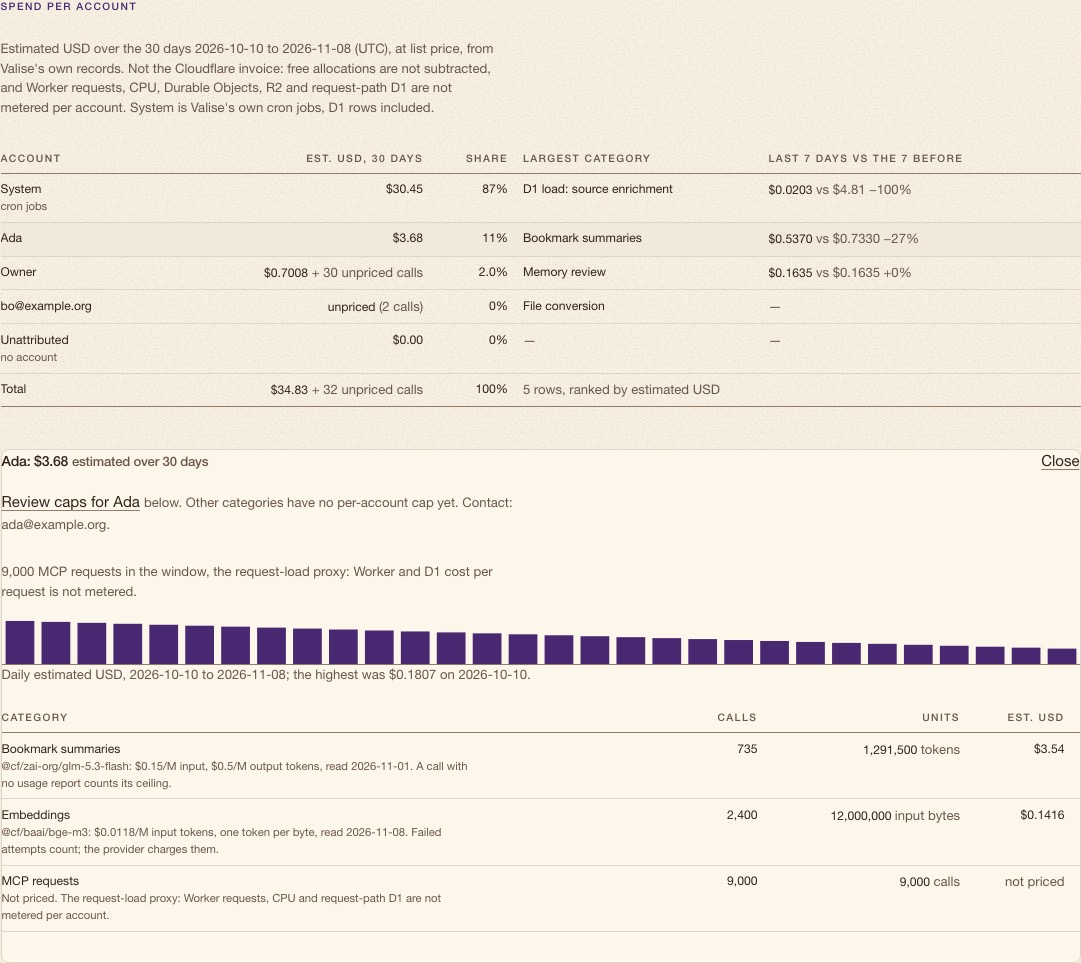 SPEND PER ACCOUNT
Estimated USD over the 30 days 2026-10-10 to 2026-11-08 (UTC), at list price, from
Valise's own records. Not the Cloudflare invoice: free allocations are not subtracted,
and Worker requests, CPU, Durable Objects, R2 and request-path D1 are not
metered per account. System is Valise's own cron jobs, D1 rows included.
ACCOUNT EST. USD, 30 DAYS SHARE LARGEST CATEGORY LAST 7 DAYS VS THE 7 BEFORE
System $30.45 87% D1 load: source enrichment $0.0203 vs $4.81 −100%
cron jobs
Ada $3.68 11% Bookmark summaries $0.5370 vs $0.7330 −27%
Owner $0.7008 + 30 unpriced calls 2.0% Memory review $0.1635 vs $0.1635 +0%
bo@example.org unpriced (2 calls) 0% File conversion —
Unattributed $0.00 0% — —
no account
Total $34.83 + 32 unpriced calls 100% 5 rows, ranked by estimated USD
Ada: $3.68 estimated over 30 days Close
Review caps for Ada below. Other categories have no per-account cap yet. Contact:
ada@example.org.
9,000 MCP requests in the window, the request-load proxy: Worker and D1 cost per
request is not metered.
Daily estimated USD, 2026-10-10 to 2026-11-08; the highest was $0.1807 on 2026-10-10.
CATEGORY CALLS UNITS EST. USD
Bookmark summaries 735 1,291,500 tokens $3.54
@cf/zai-org/glm-5.3-flash: $0.15/M input, $0.5/M output tokens, read 2026-11-01. A call with
no usage report counts its ceiling.
Embeddings 2,400 12,000,000 input bytes $0.1416
@cf/baai/bge-m3: $0.0118/M input tokens, one token per byte, read 2026-11-08. Failed
attempts count; the provider charges them.
MCP requests 9,000 9,000 calls not priced
Not priced. The request-load proxy: Worker requests, CPU and request-path D1 are not
metered per account.